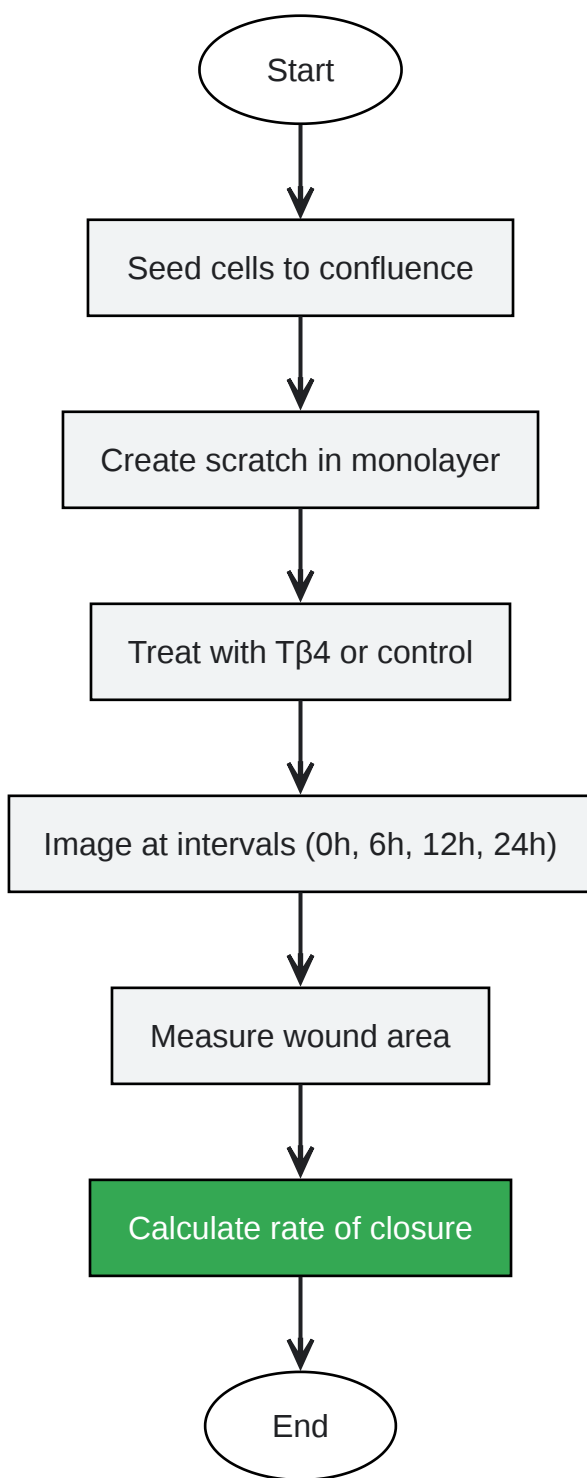 Start
Seed cells to confluence
Create scratch in monolayer
Treat with Tβ4 or control
Image at intervals (0h, 6h, 12h, 24h)
Measure wound area
Calculate rate of closure
End